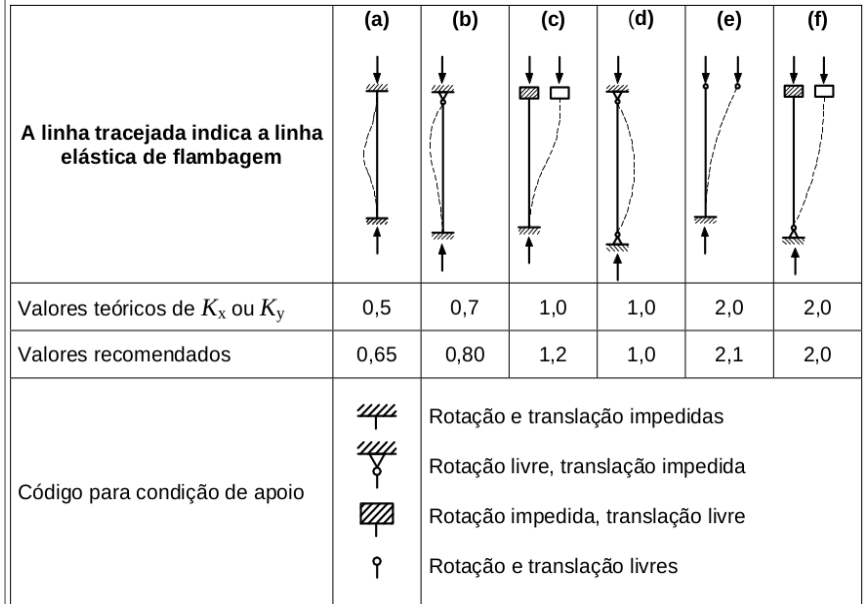 (a) (b) (c) (d) (e) (f)
A linha tracejada indica a linha
elástica de flambagem
Valores teóricos de Kx ou Ky 0,5 0,7 1,0 1,0 2,0 2,0
Valores recomendados 0,65 0,80 1,2 1,0 2,1 2,0
Código para condição de apoio
Rotação e translação impedidas
Rotação livre, translação impedida
Rotação impedida, translação livre
Rotação e translação livres